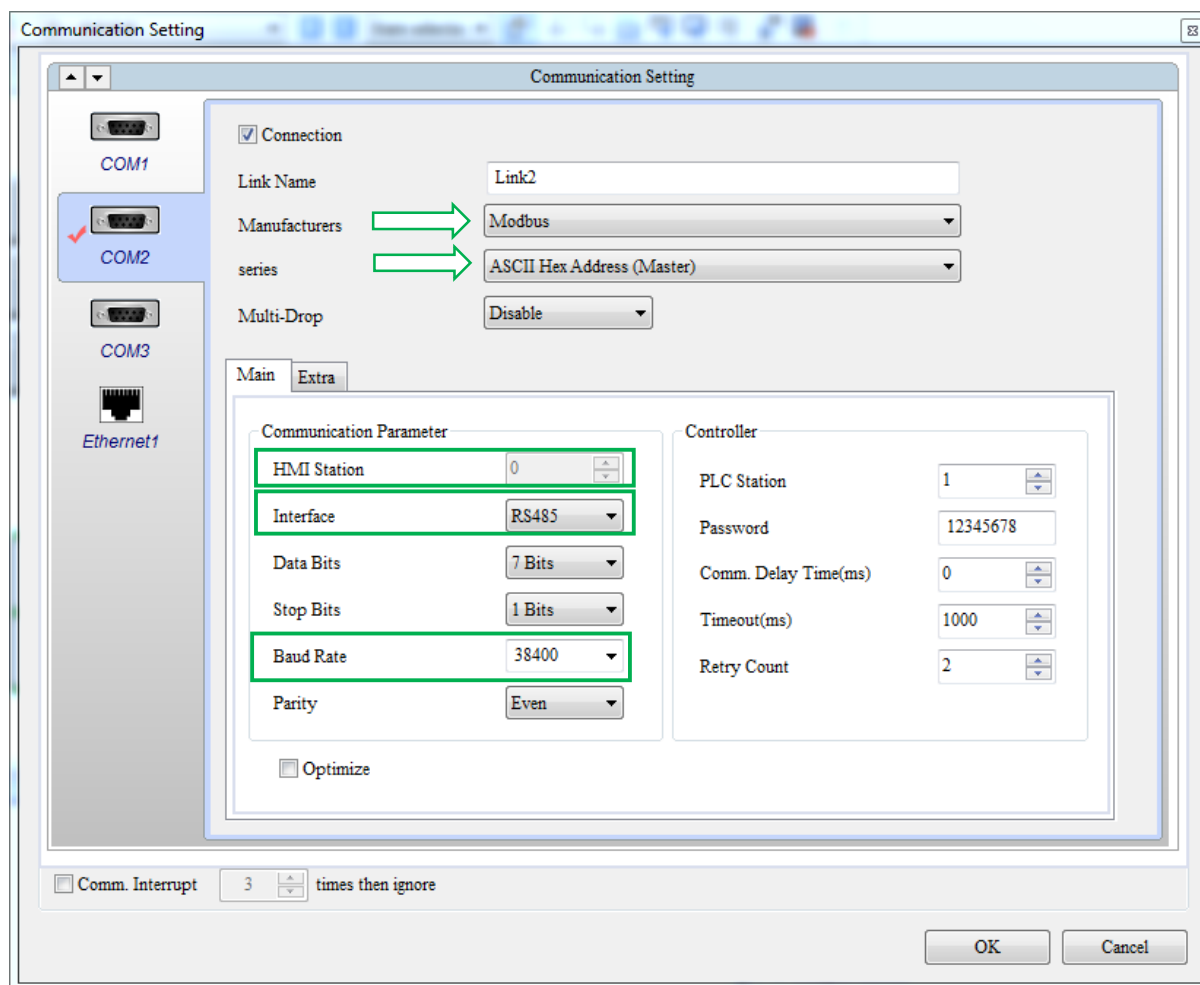 Communication Setting
Communication Setting
COM1
COM2
COM3
Ethernet1
Connection
Link Name Link2
Manufacturers Modbus
series ASCII Hex Address (Master)
Multi-Drop Disable
Main Extra
Communication Parameter
HMI Station 0
Interface RS485
Data Bits 7 Bits
Stop Bits 1 Bits
Baud Rate 38400
Parity Even
Optimize
Controller
PLC Station 1
Password 12345678
Comm. Delay Time(ms) 0
Timeout(ms) 1000
Retry Count 2
Comm. Interrupt 3 times then ignore
OK Cancel